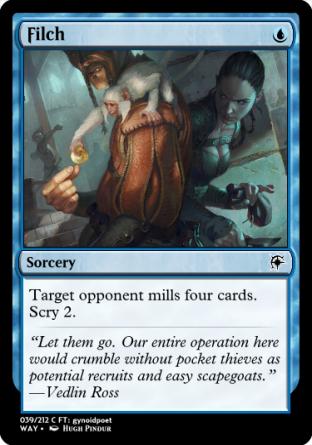 Filch
Sorcery
Target opponent mills four cards.
Scry 2.
“Let them go. Our entire operation here
would crumble without pocket thieves as
potential recruits and easy scapegoats.”
—Vedlin Ross
039/212 C FT: gynoidpoet
WAY • Hugh Pindur